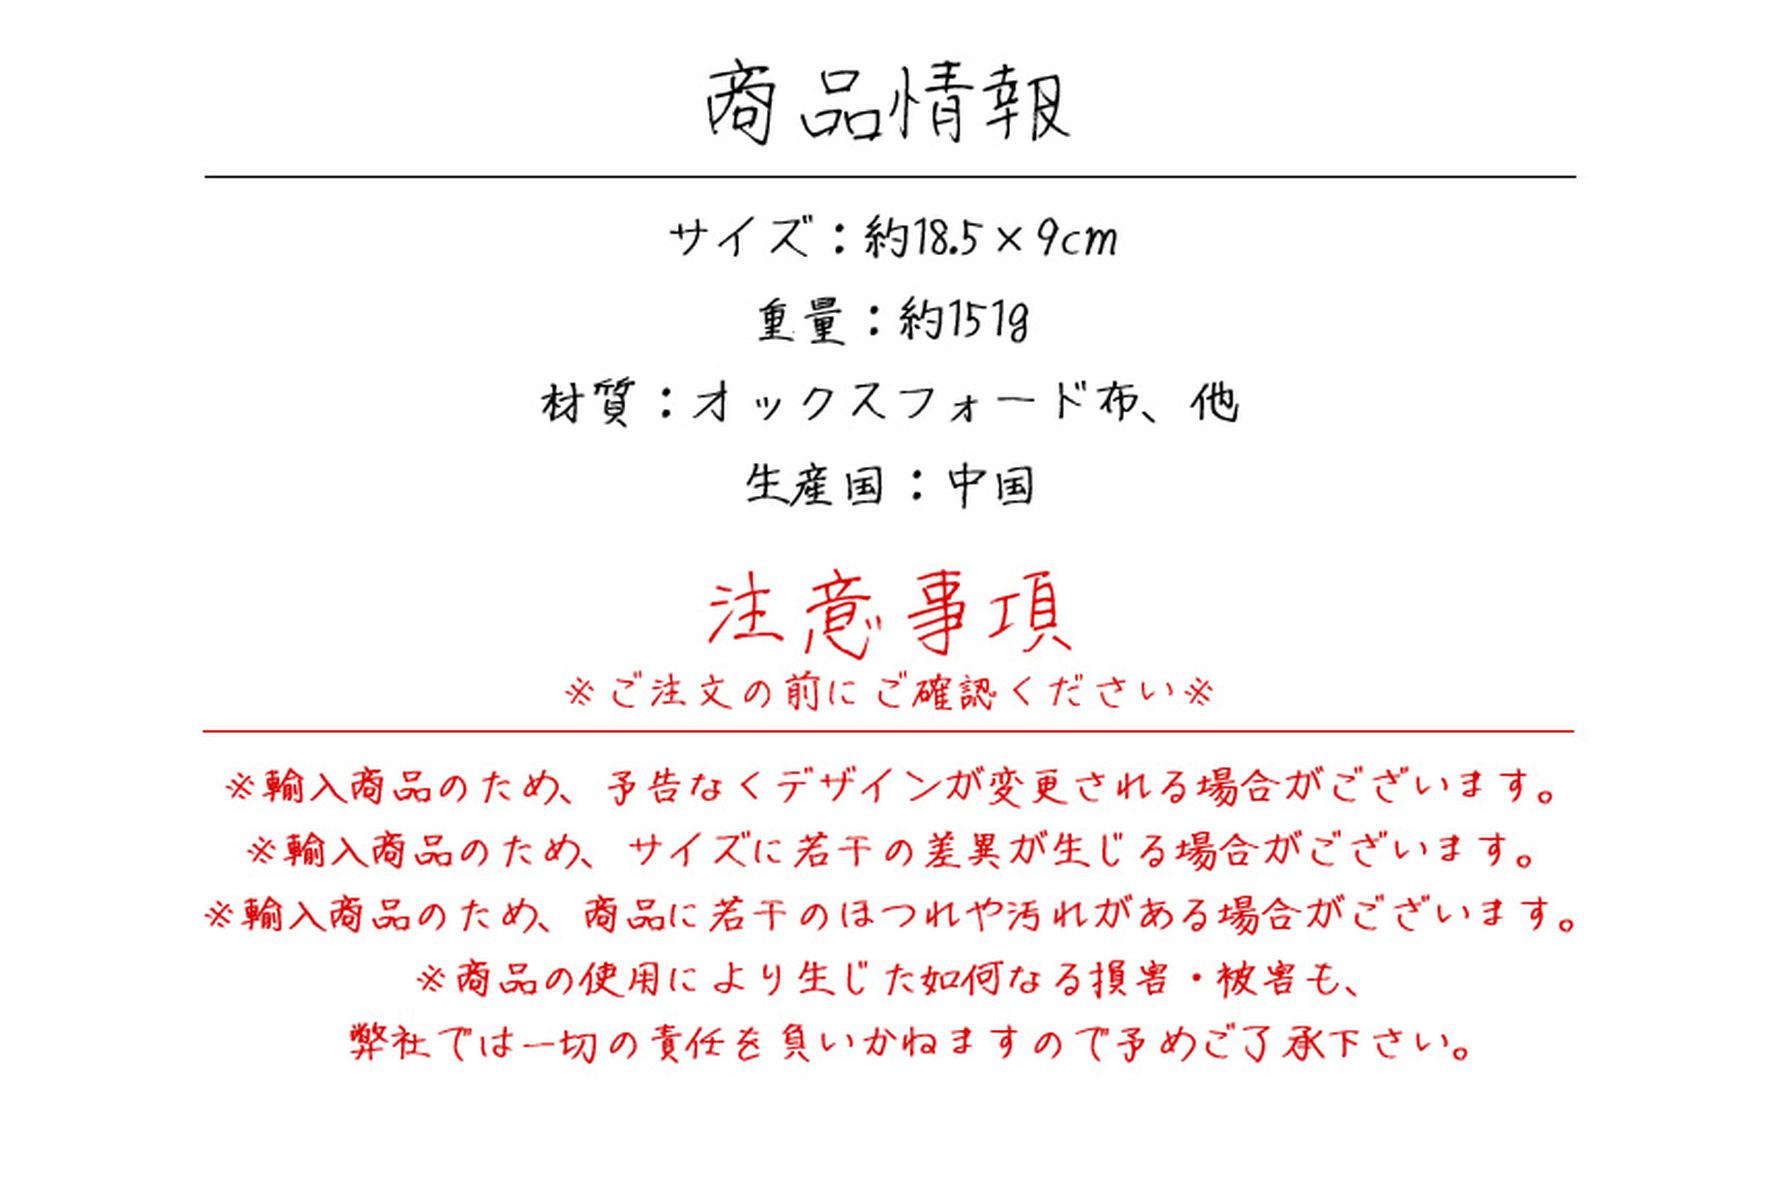 商品情報
サイズ：約18.5×9cm
重量：約151g
材質：オックスフォード布、他
生産国：中国
注意事項
※ご注文の前にご確認ください※
※輸入商品のため、予告なくデザインが変更される場合がございます。
※輸入商品のため、サイズに若干の差異が生じる場合がございます。
※輸入商品のため、商品に若干のほつれや汚れがある場合がございます。
※商品の使用により生じた如何なる損害・被害も、
弊社では一切の責任を負いかねますので予めご了承下さい。